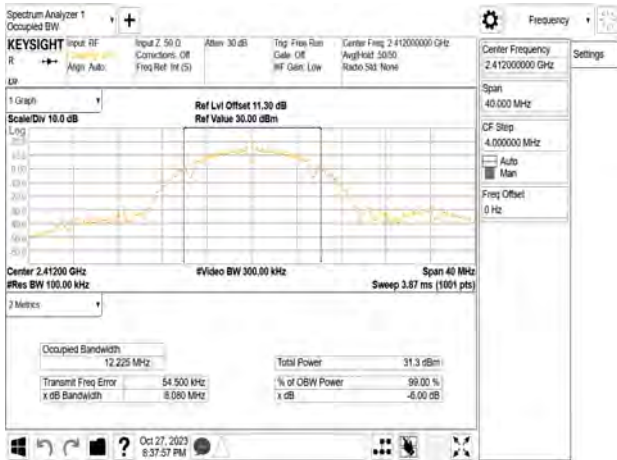 Spectrum Analyzer 1
Occupied BW
Frequency
KEYSIGHT
Input: RF
Align: Auto
Input Z: 50 Ω
Corrections: Off
Freq Ref: Int (S)
Atten: 30 dB
Trig: Free Run
Gate: Off
#IF Gain: Low
Center Freq: 2.412000000 GHz
Avg|Hold: 50/50
Radio Std: None
R
Center Frequency
2.412000000 GHz
Settings
Span
40.000 MHz
CF Step
4.000000 MHz
Auto
Man
Freq Offset
0 Hz
1 Graph
Scale/Div 10.0 dB
Ref Lvl Offset 11.30 dB
Ref Value 30.00 dBm
Log
Center 2.41200 GHz
#Res BW 100.00 kHz
#Video BW 300.00 kHz
Span 40 MHz
Sweep 3.87 ms (1001 pts)
2 Metrics
Occupied Bandwidth
12.225 MHz
Transmit Freq Error 54.500 kHz
x dB Bandwidth 8.080 MHz
Total Power 31.3 dBm
% of OBW Power 99.00 %
x dB -6.00 dB
Oct 27, 2023
8:37:57 PM